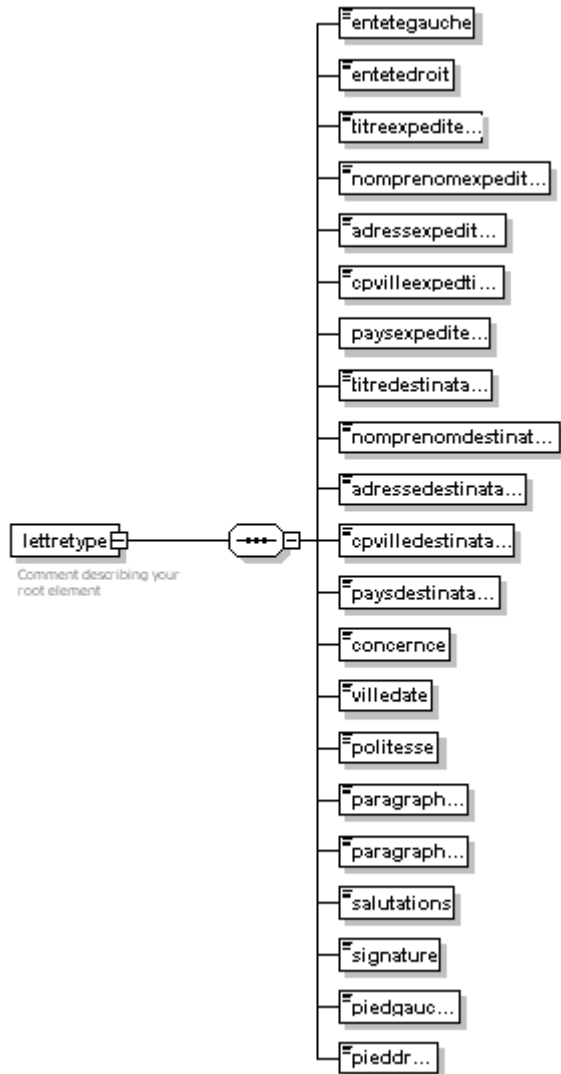 entetegauche
entetedroit
titreexpedite...
nomprenomexpedit...
adressexpedit...
cpvilleexpedti...
paysexpedite...
titredestinata...
nomprenomdestinat...
adressedestinata...
lettretype
cpvilledestinata...
Comment describing your
root element
paysdestinata...
concernce
villedate
politesse
paragraph...
paragraph...
salutations
signature
piedgauc...
pieddr...